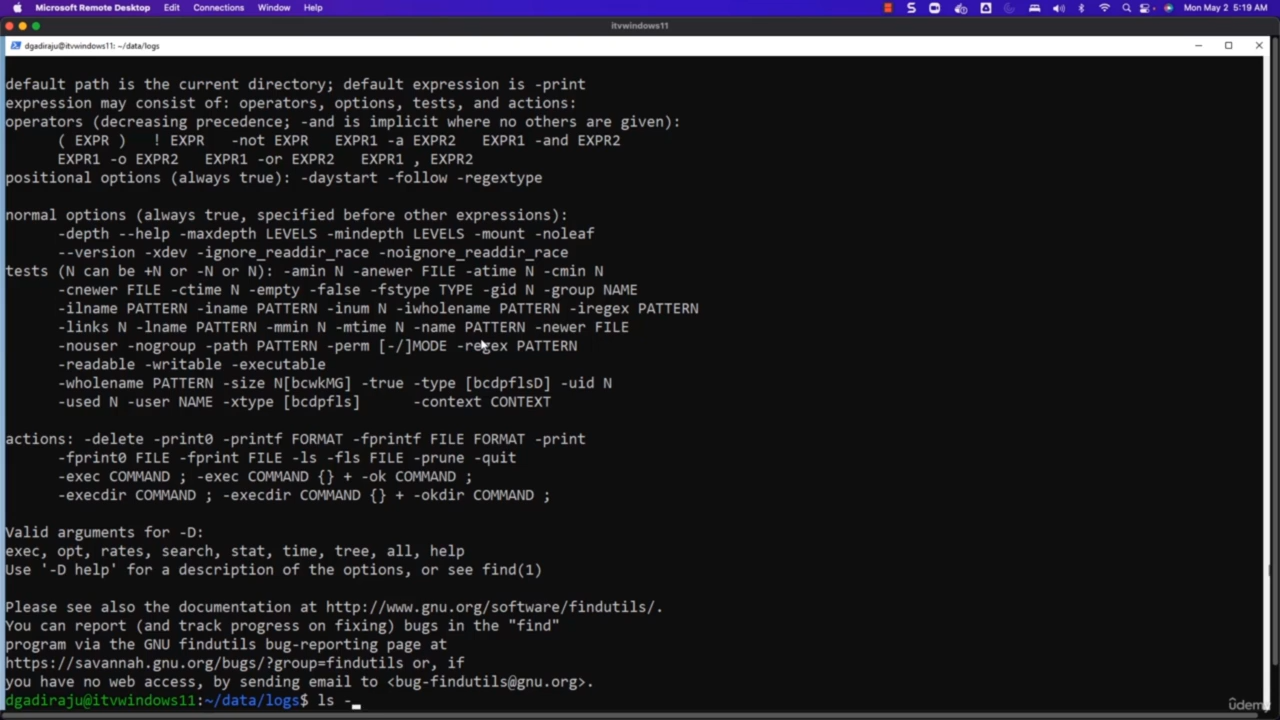 Microsoft Remote Desktop Edit Connections Window Help Mon May 2 5:19 AM
itvwindows11
dgadiraju@itvwindows11: ~/data/logs
default path is the current directory; default expression is -print
expression may consist of: operators, options, tests, and actions:
operators (decreasing precedence; -and is implicit where no others are given):
      ( EXPR )   ! EXPR   -not EXPR   EXPR1 -a EXPR2   EXPR1 -and EXPR2
      EXPR1 -o EXPR2   EXPR1 -or EXPR2   EXPR1 , EXPR2
positional options (always true): -daystart -follow -regextype
normal options (always true, specified before other expressions):
      -depth --help -maxdepth LEVELS -mindepth LEVELS -mount -noleaf
      --version -xdev -ignore_readdir_race -noignore_readdir_race
tests (N can be +N or -N or N): -amin N -anewer FILE -atime N -cmin N
      -cnewer FILE -ctime N -empty -false -fstype TYPE -gid N -group NAME
      -ilname PATTERN -iname PATTERN -inum N -iwholename PATTERN -iregex PATTERN
      -links N -lname PATTERN -mmin N -mtime N -name PATTERN -newer FILE
      -nouser -nogroup -path PATTERN -perm [-/]MODE -regex PATTERN
      -readable -writable -executable
      -wholename PATTERN -size N[bcwkMG] -true -type [bcdpflsD] -uid N
      -used N -user NAME -xtype [bcdpfls]      -context CONTEXT
actions: -delete -print0 -printf FORMAT -fprintf FILE FORMAT -print
      -fprint0 FILE -fprint FILE -ls -fls FILE -prune -quit
      -exec COMMAND ; -exec COMMAND {} + -ok COMMAND ;
      -execdir COMMAND ; -execdir COMMAND {} + -okdir COMMAND ;
Valid arguments for -D:
exec, opt, rates, search, stat, time, tree, all, help
Use '-D help' for a description of the options, or see find(1)
Please see also the documentation at http://www.gnu.org/software/findutils/.
You can report (and track progress on fixing) bugs in the "find"
program via the GNU findutils bug-reporting page at
https://savannah.gnu.org/bugs/?group=findutils or, if
you have no web access, by sending email to <bug-findutils@gnu.org>.
dgadiraju@itvwindows11:~/data/logs$ ls -
ûdemy